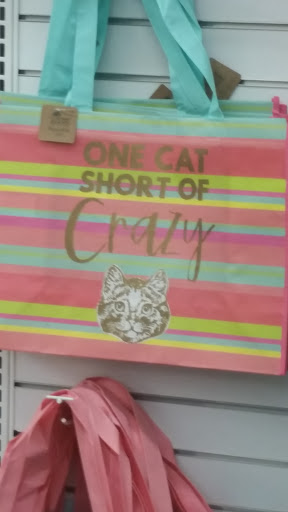 ONE CAT
SHORT OF
Crazy